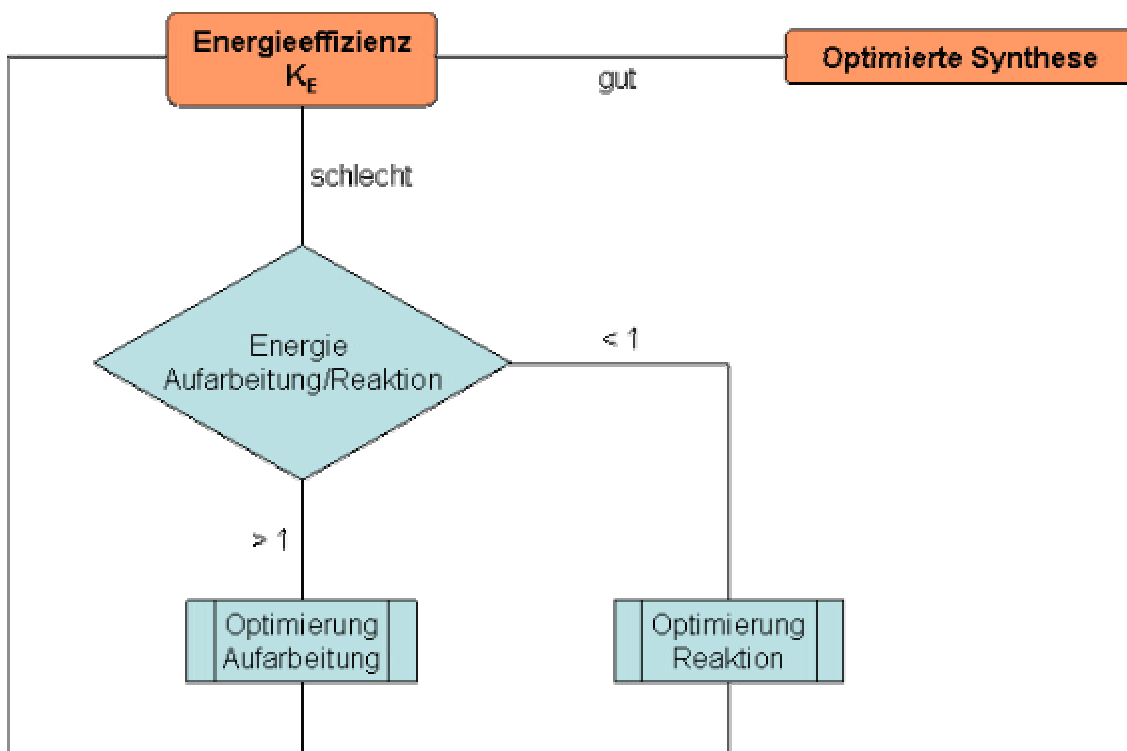 Energieeffizienz
K_E
gut
Optimierte Synthese
schlecht
Energie
Aufarbeitung/Reaktion
< 1
> 1
Optimierung
Aufarbeitung
Optimierung
Reaktion